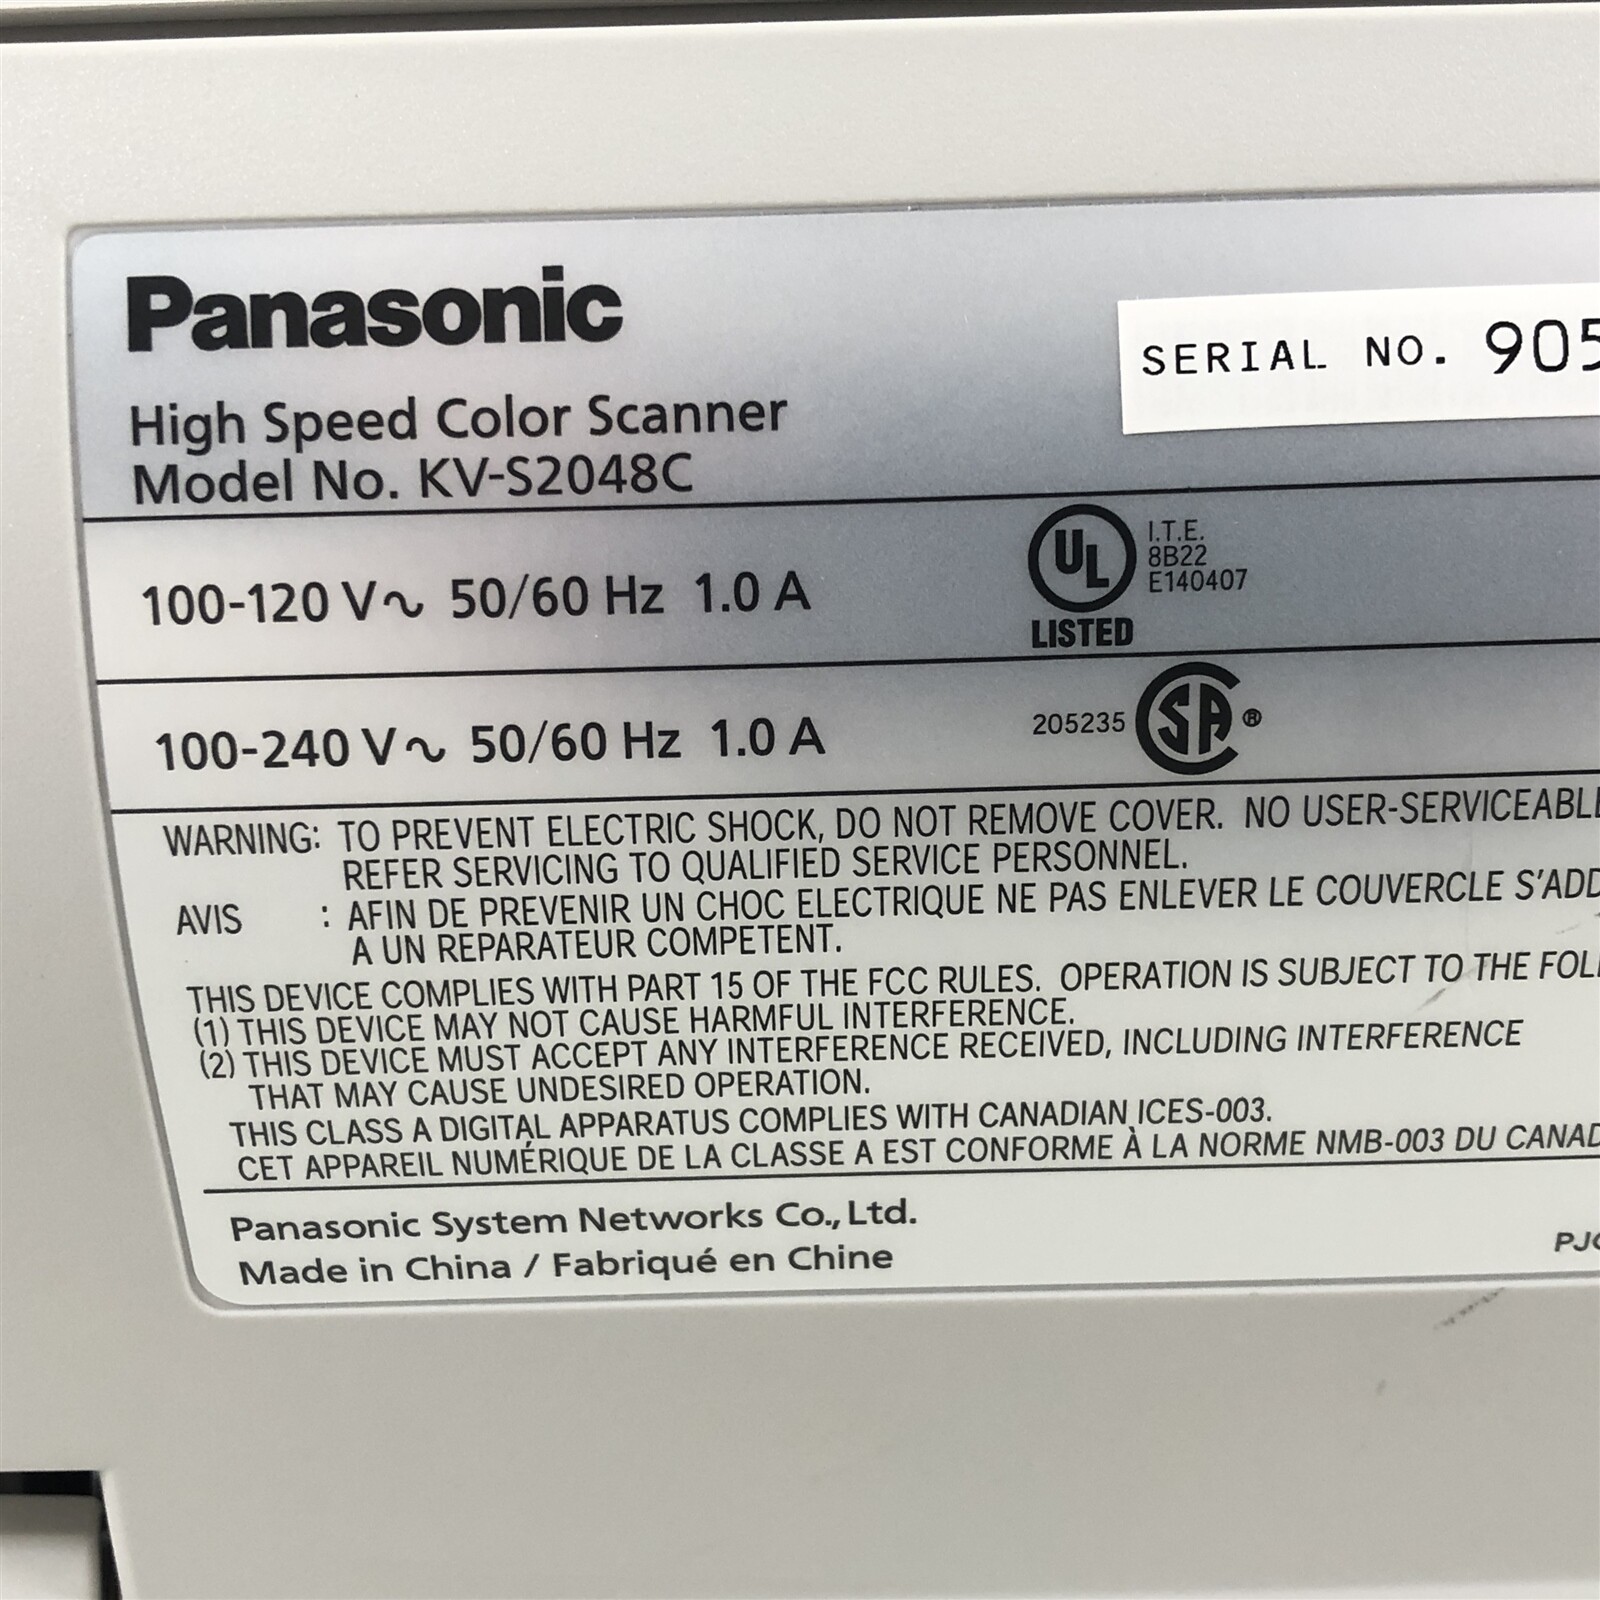 Panasonic
SERIAL NO. 905
High Speed Color Scanner
Model No. KV-S2048C
100-120 V~ 50/60 Hz 1.0 A
UL
LISTED
I.T.E.
8B22
E140407
100-240 V~ 50/60 Hz 1.0 A
205235 SA ®
WARNING: TO PREVENT ELECTRIC SHOCK, DO NOT REMOVE COVER. NO USER-SERVICEABLE
REFER SERVICING TO QUALIFIED SERVICE PERSONNEL.
AVIS : AFIN DE PREVENIR UN CHOC ELECTRIQUE NE PAS ENLEVER LE COUVERCLE S'ADD
A UN REPARATEUR COMPETENT.
THIS DEVICE COMPLIES WITH PART 15 OF THE FCC RULES. OPERATION IS SUBJECT TO THE FOL
(1) THIS DEVICE MAY NOT CAUSE HARMFUL INTERFERENCE.
(2) THIS DEVICE MUST ACCEPT ANY INTERFERENCE RECEIVED, INCLUDING INTERFERENCE
THAT MAY CAUSE UNDESIRED OPERATION.
THIS CLASS A DIGITAL APPARATUS COMPLIES WITH CANADIAN ICES-003.
CET APPAREIL NUMÉRIQUE DE LA CLASSE A EST CONFORME À LA NORME NMB-003 DU CANAD
Panasonic System Networks Co., Ltd.
Made in China / Fabriqué en Chine
PJ